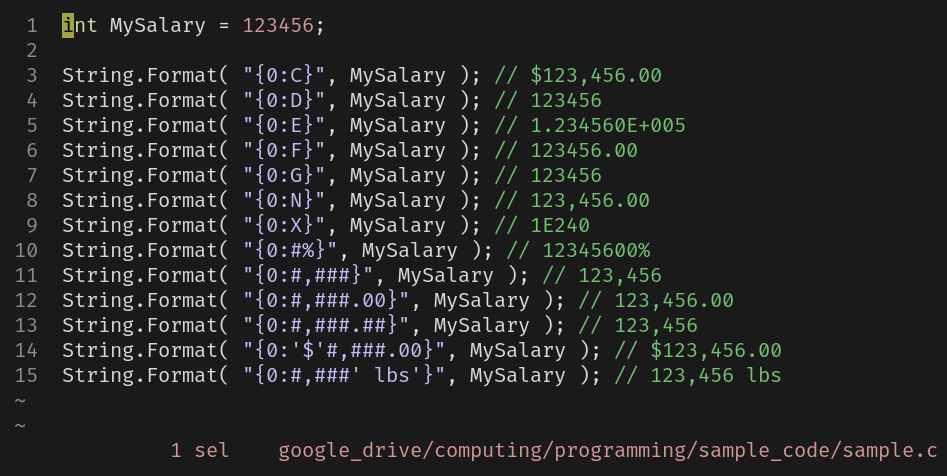 1 int MySalary = 123456;
2
3 String.Format( "{0:C}", MySalary ); // $123,456.00
4 String.Format( "{0:D}", MySalary ); // 123456
5 String.Format( "{0:E}", MySalary ); // 1.234560E+005
6 String.Format( "{0:F}", MySalary ); // 123456.00
7 String.Format( "{0:G}", MySalary ); // 123456
8 String.Format( "{0:N}", MySalary ); // 123,456.00
9 String.Format( "{0:X}", MySalary ); // 1E240
10 String.Format( "{0:#%}", MySalary ); // 12345600%
11 String.Format( "{0:#,###}", MySalary ); // 123,456
12 String.Format( "{0:#,###.00}", MySalary ); // 123,456.00
13 String.Format( "{0:#,###.##}", MySalary ); // 123,456
14 String.Format( "{0:'$'#,###.00}", MySalary ); // $123,456.00
15 String.Format( "{0:#,###' lbs'}", MySalary ); // 123,456 lbs
~
~
1 sel google_drive/computing/programming/sample_code/sample.c